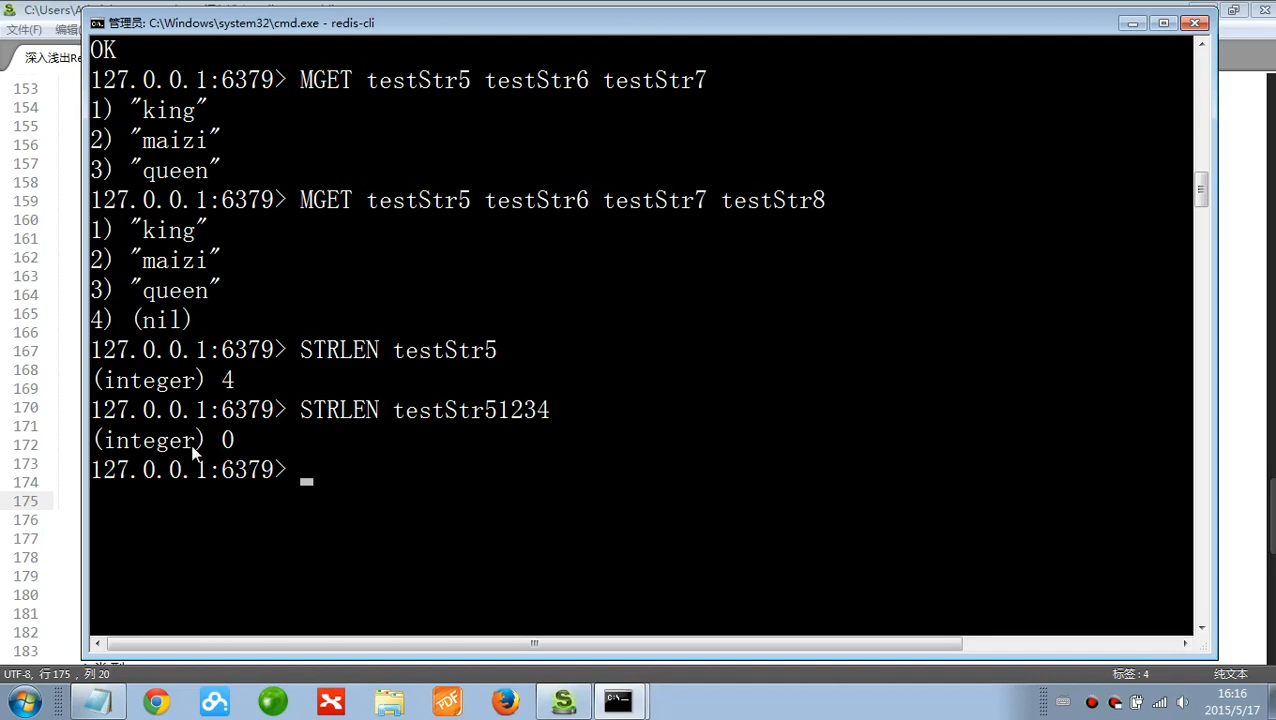 C:\Users\A
管理员: C:\Windows\system32\cmd.exe - redis-cli
文件(F) 编辑
深入浅出Re
OK
127.0.0.1:6379> MGET testStr5 testStr6 testStr7
1) "king"
2) "maizi"
3) "queen"
127.0.0.1:6379> MGET testStr5 testStr6 testStr7 testStr8
1) "king"
2) "maizi"
3) "queen"
4) (nil)
127.0.0.1:6379> STRLEN testStr5
(integer) 4
127.0.0.1:6379> STRLEN testStr51234
(integer) 0
127.0.0.1:6379>
153
154
155
156
157
158
159
160
161
162
163
164
165
166
167
168
169
170
171
172
173
174
175
176
177
178
179
180
181
182
183
UTF-8, 行 175 , 列 20
标签: 4
纯文本
PDF
C:\_
16:16
2015/5/17